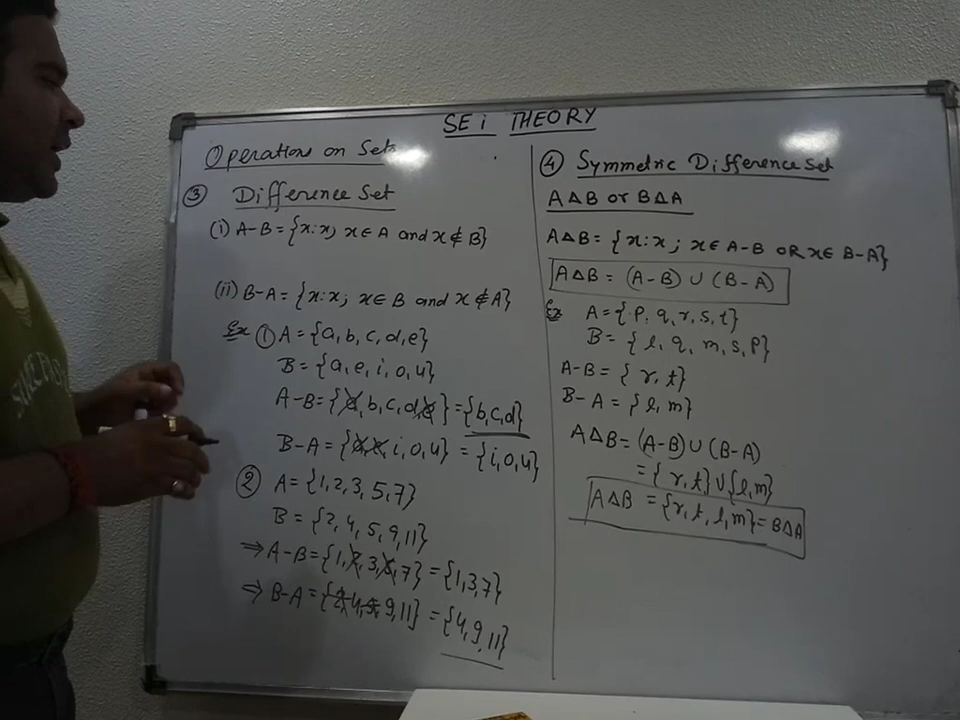 SET THEORY
Operation on Sets
③ Difference Set
(i) A-B = {x:x; x∈A and x∉B}
(ii) B-A = {x:x; x∈B and x∉A}
Ex ① A = {a, b, c, d, e}
B = {a, e, i, o, u}
A-B = {a, b, c, d, e} = {b, c, d}
B-A = {a, e, i, o, u} = {i, o, u}
② A = {1, 2, 3, 5, 7}
B = {2, 4, 5, 9, 11}
⇒ A-B = {1, 2, 3, 5, 7} = {1, 3, 7}
⇒ B-A = {2, 4, 5, 9, 11} = {4, 9, 11}
④ Symmetric Difference Set
A∆B or B∆A
A∆B = {x:x; x∈A-B OR x∈B-A}
A∆B = (A-B) ∪ (B-A)
Ex A = {P, q, r, s, t}
B = {l, q, m, s, P}
A-B = {r, t}
B-A = {l, m}
A∆B = (A-B) ∪ (B-A)
= {r, t} ∪ {l, m}
A∆B = {r, t, l, m} = B∆A